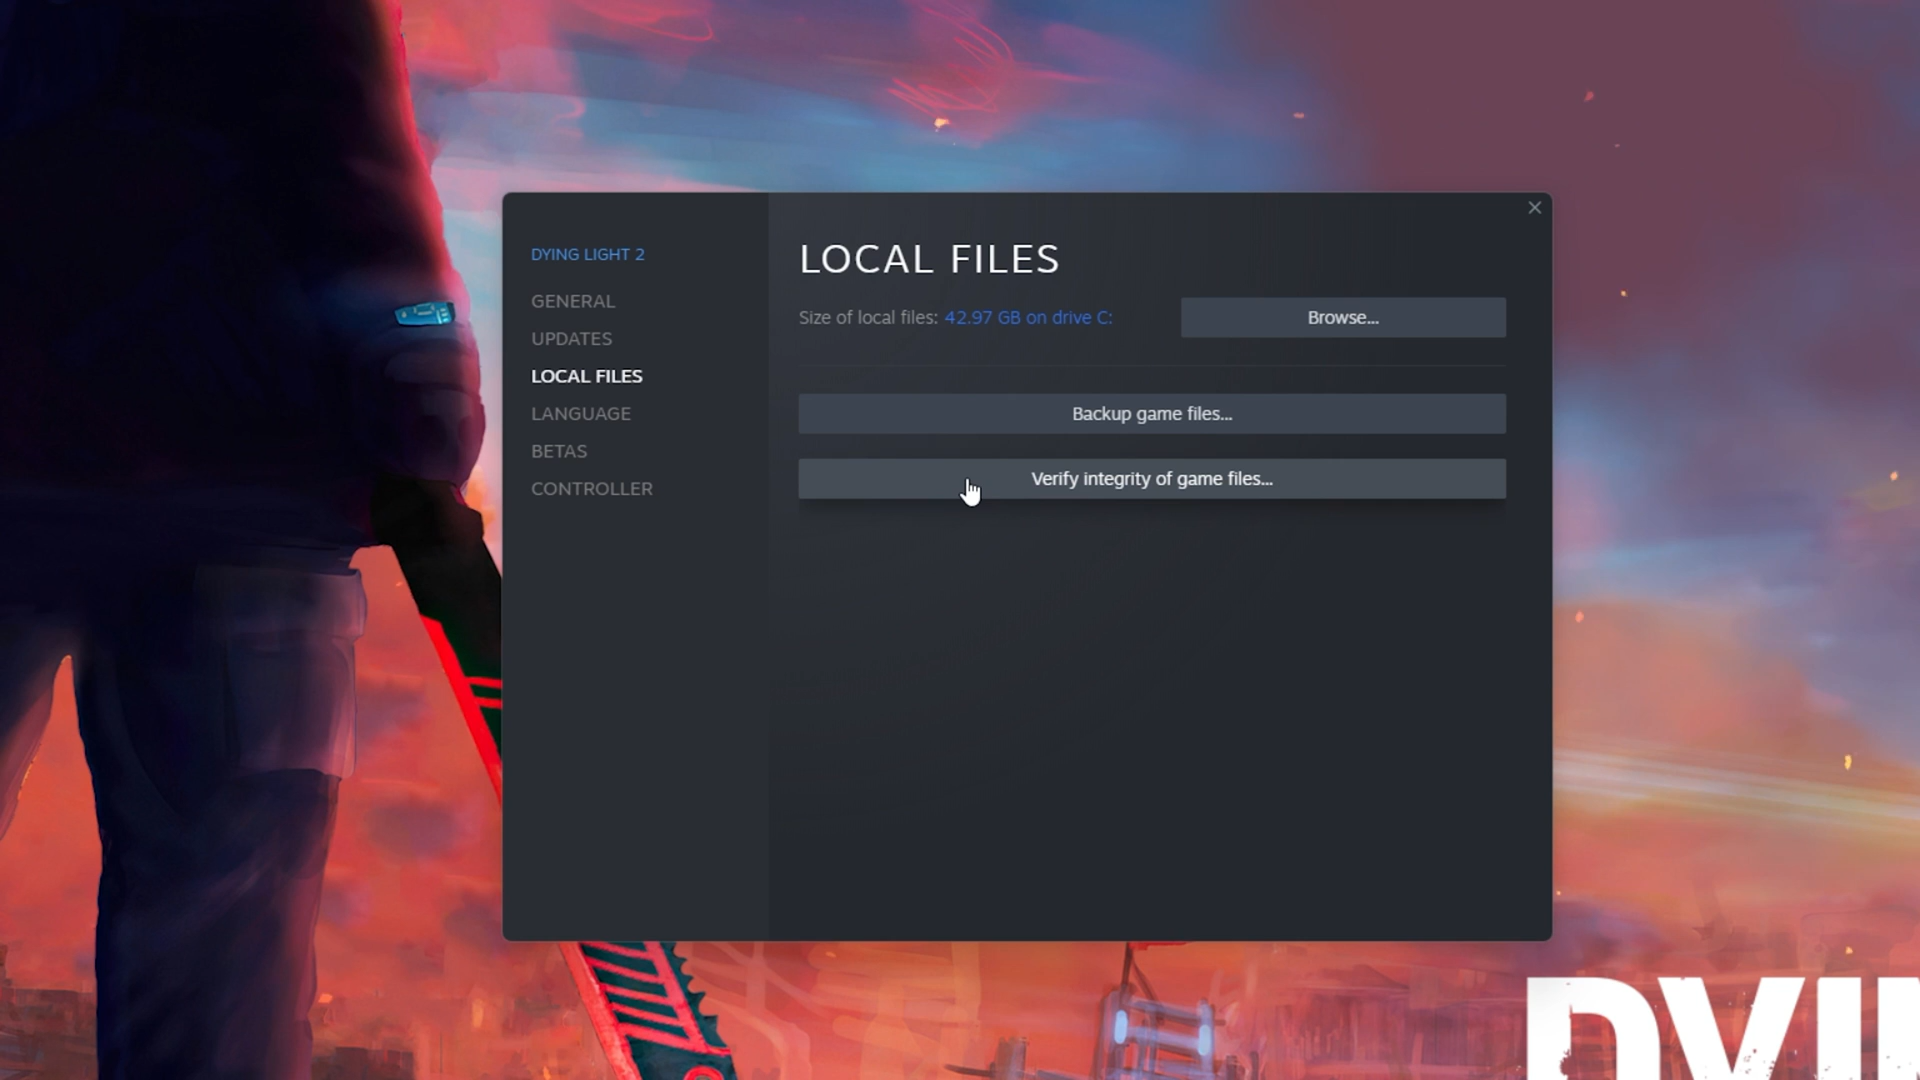 DYING LIGHT 2
GENERAL
UPDATES
LOCAL FILES
LANGUAGE
BETAS
CONTROLLER
LOCAL FILES
Size of local files: 42.97 GB on drive C:
Browse...
Backup game files...
Verify integrity of game files...